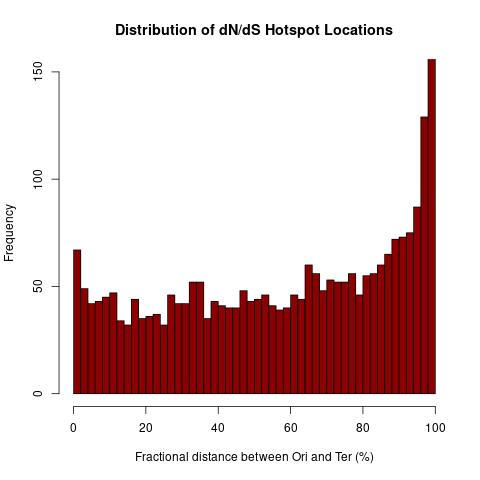 Distribution of dN/dS Hotspot Locations
Frequency
150
100
50
0
0 20 40 60 80 100
Fractional distance between Ori and Ter (%)